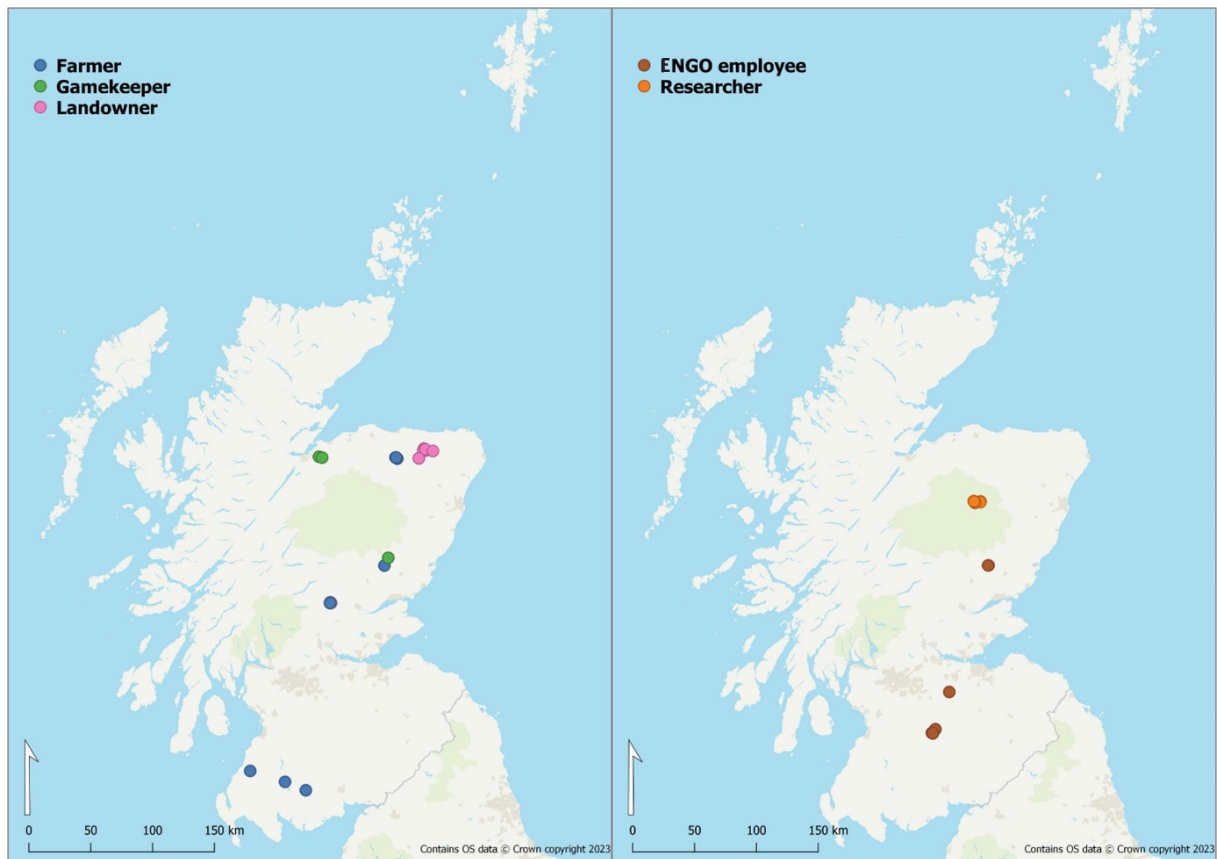 Farmer
Gamekeeper
Landowner
0 50 100 150 km
Contains OS data © Crown copyright 2023
ENGO employee
Researcher
0 50 100 150 km
Contains OS data © Crown copyright 2023